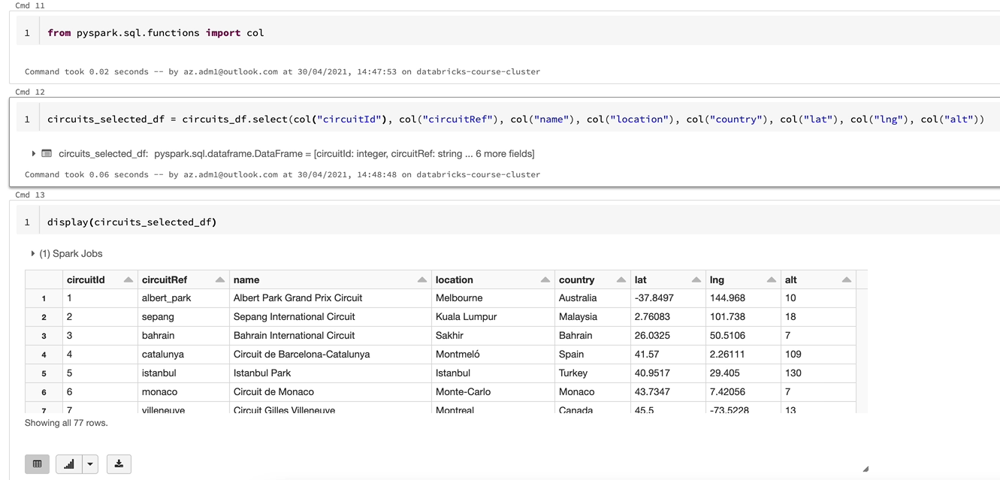 Cmd 11
1 from pyspark.sql.functions import col
Command took 0.02 seconds -- by az.adm1@outlook.com at 30/04/2021, 14:47:53 on databricks-course-cluster
Cmd 12
1 circuits_selected_df = circuits_df.select(col("circuitId"), col("circuitRef"), col("name"), col("location"), col("country"), col("lat"), col("lng"), col("alt"))
circuits_selected_df: pyspark.sql.dataframe.DataFrame = [circuitId: integer, circuitRef: string ... 6 more fields]
Command took 0.06 seconds -- by az.adm1@outlook.com at 30/04/2021, 14:48:48 on databricks-course-cluster
Cmd 13
1 display(circuits_selected_df)
(1) Spark Jobs
circuitId circuitRef name location country lat lng alt
1 1 albert_park Albert Park Grand Prix Circuit Melbourne Australia -37.8497 144.968 10
2 2 sepang Sepang International Circuit Kuala Lumpur Malaysia 2.76083 101.738 18
3 3 bahrain Bahrain International Circuit Sakhir Bahrain 26.0325 50.5106 7
4 4 catalunya Circuit de Barcelona-Catalunya Montmeló Spain 41.57 2.26111 109
5 5 istanbul Istanbul Park Istanbul Turkey 40.9517 29.405 130
6 6 monaco Circuit de Monaco Monte-Carlo Monaco 43.7347 7.42056 7
7 7 villeneuve Circuit Gilles Villeneuve Montreal Canada 45.5 -73.5228 13
Showing all 77 rows.